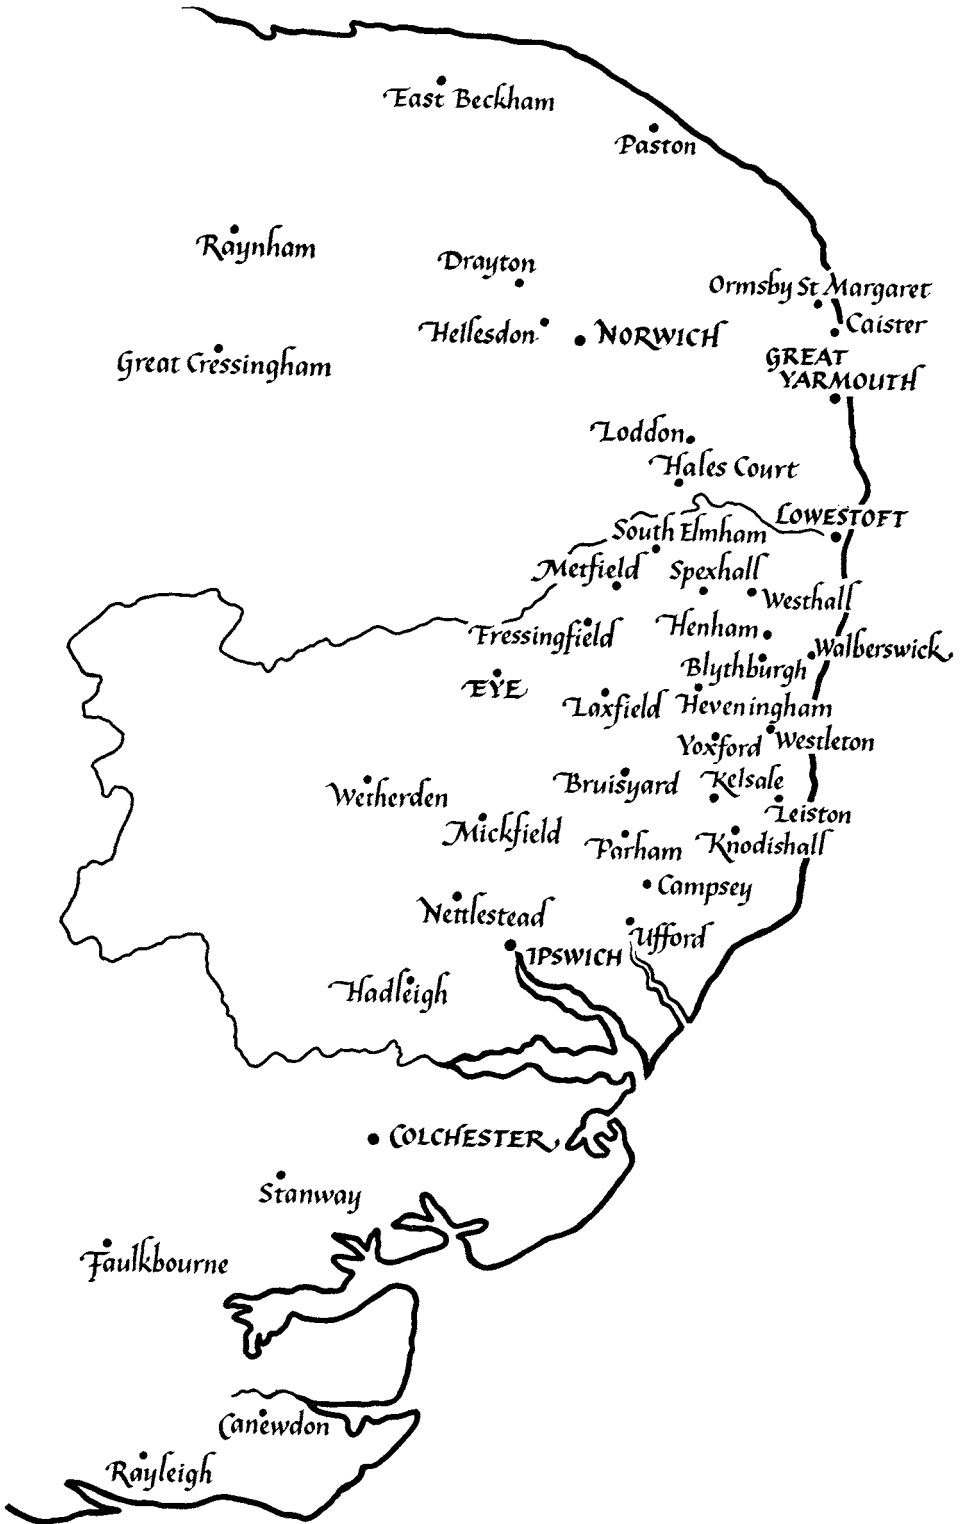 East Beckham
Paston
Raynham
Drayton
Ormsby St Margaret
Caister
Hellesdon
NORWICH
GREAT
YARMOUTH
Great Cressingham
Loddon
Hales Court
LOWESTOFT
South Elmham
Metfield
Spexhall
Westhall
Fressingfield
Henham
Walberswick
Blythburgh
EYE
Laxfield
Heveningham
Yoxford
Westleton
Wetherden
Bruisyard
Kelsale
Leiston
Mickfield
Parham
Knodishall
Campsey
Nettlestead
Ufford
IPSWICH
Hadleigh
COLCHESTER
Stanway
Faulkbourne
Canewdon
Rayleigh